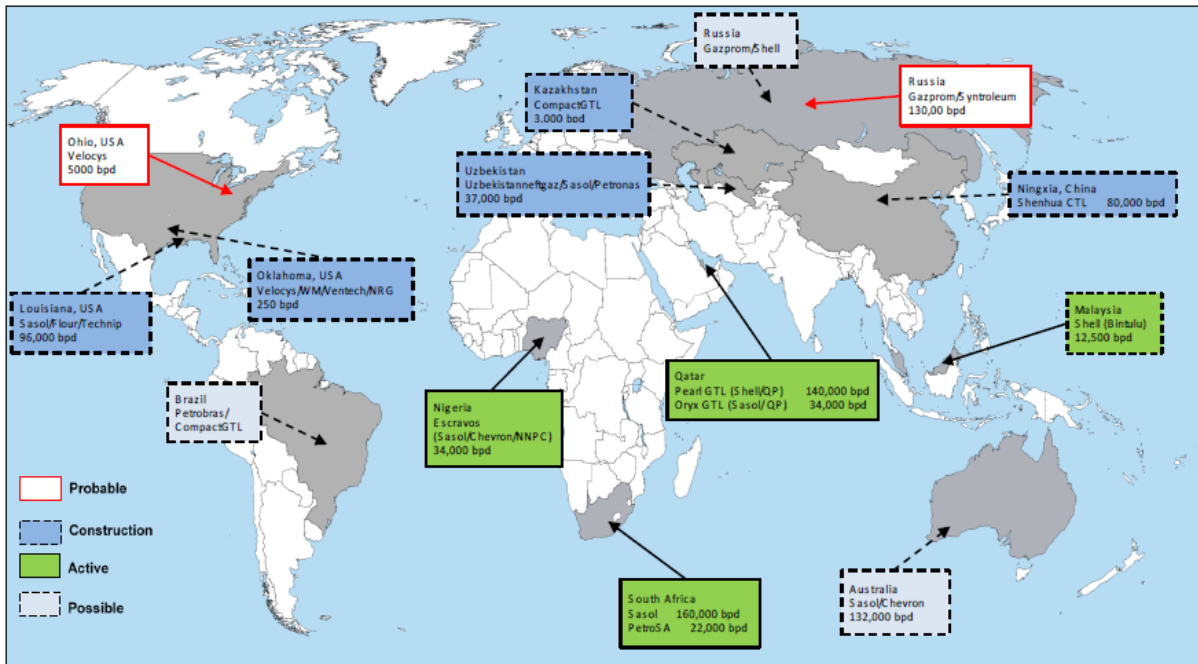 Russia
Gazprom/Shell
Kazakhstan
CompactGTL
3.000 bpd
Russia
Gazprom/Syntroleum
130,00 bpd
Ohio, USA
Velocys
5000 bpd
Uzbekistan
Uzbekistanneftgaz/Sasol/Petronas
37,000 bpd
Ningxia, China
Shenhua CTL 80,000 bpd
Oklahoma, USA
Velocys/WM/Ventech/NRG
250 bpd
Louisiana, USA
Sasol/Flour/Technip
96,000 bpd
Malaysia
Shell (Bintulu)
12,500 bpd
Qatar
Pearl GTL (Shell/QP) 140,000 bpd
Oryx GTL (Sasol/QP) 34,000 bpd
Brazil
Petrobras/
CompactGTL
Nigeria
Escravos
(Sasol/Chevron/NNPC)
34,000 bpd
Probable
Construction
Active
Possible
South Africa
Sasol 160,000 bpd
PetroSA 22,000 bpd
Australia
Sasol/Chevron
132,000 bpd